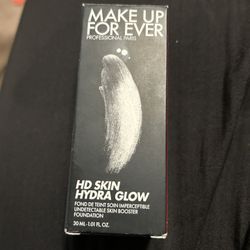 MAKE UP
FOR EVER
PROFESSIONAL PARIS
HD SKIN
HYDRA GLOW
FOND DE TEINT SOIN IMPERCEPTIBLE
UNDETECTABLE SKIN BOOSTER
FOUNDATION
30 ML · 1.01 FL. OZ.